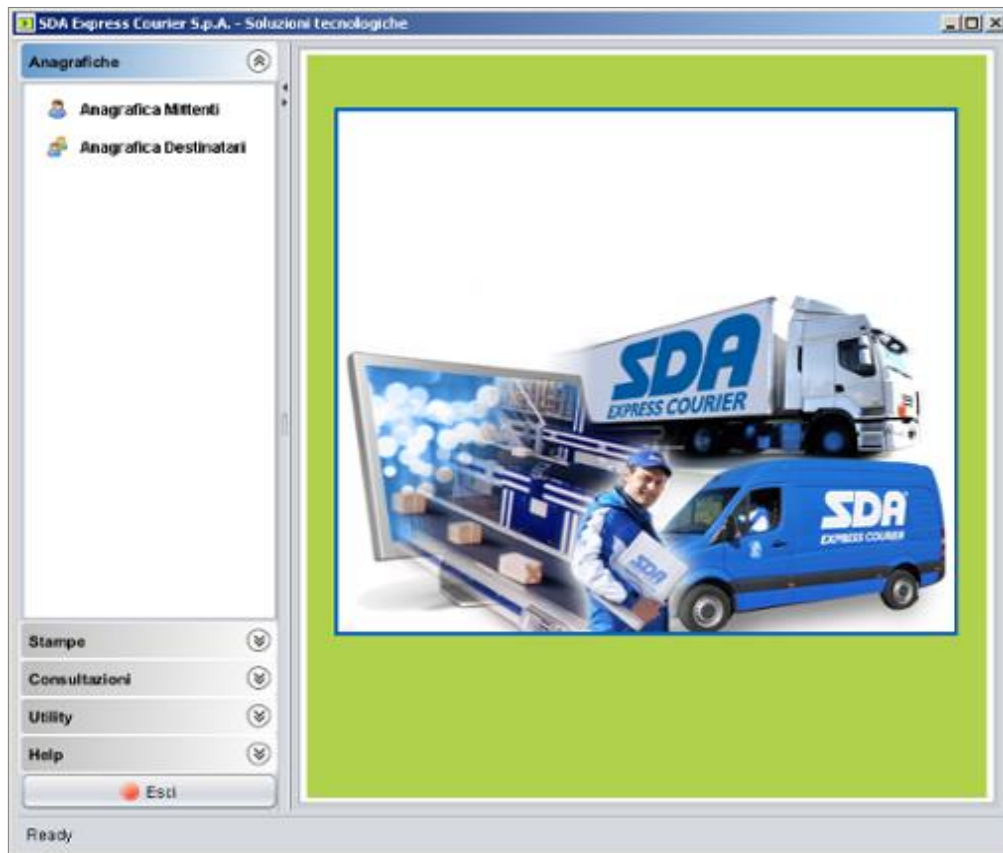 SDA Express Courier S.p.A. - Soluzioni tecnologiche
Anagrafiche
Anagrafica Mittenti
Anagrafica Destinatari
Stampe
Consultazioni
Utility
Help
Esci
Ready
SDA
EXPRESS COURIER
SDA
EXPRESS COURIER
SDA